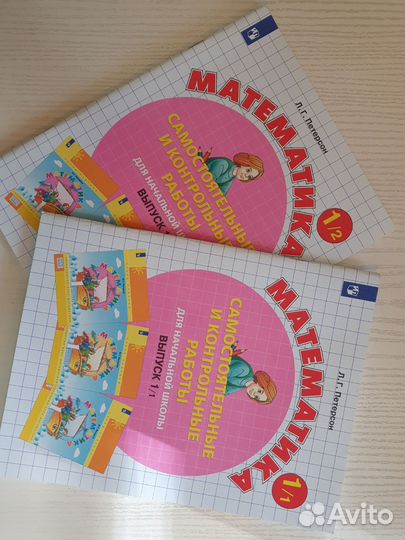 Л.Г. Петерсон
МАТЕМАТИКА
1/2
САМОСТОЯТЕЛЬНЫЕ
И КОНТРОЛЬНЫЕ
РАБОТЫ
ДЛЯ НАЧАЛЬНОЙ
ВЫПУСК
Л.Г. Петерсон
МАТЕМАТИКА
1/1
САМОСТОЯТЕЛЬНЫЕ
И КОНТРОЛЬНЫЕ
РАБОТЫ
ДЛЯ НАЧАЛЬНОЙ ШКОЛЫ
ВЫПУСК 1/1
Avito